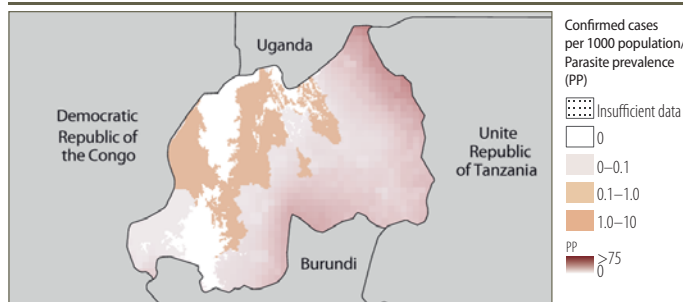 Uganda
Democratic
Republic of
the Congo
Unite
Republic
of Tanzania
Burundi
Confirmed cases
per 1000 population/
Parasite prevalence
(PP)
Insufficient data
0
0–0.1
0.1–1.0
1.0–10
PP
>75
0